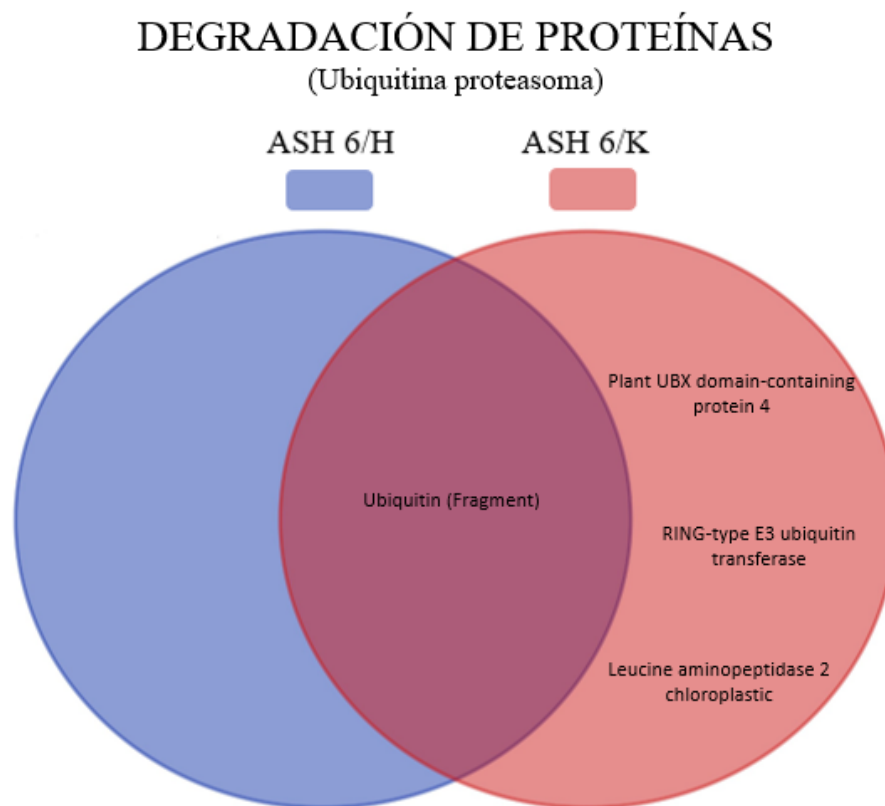 DEGRADACIÓN DE PROTEÍNAS
(Ubiquitina proteasoma)
ASH 6/H
ASH 6/K
Plant UBX domain-containing
protein 4
Ubiquitin (Fragment)
RING-type E3 ubiquitin
transferase
Leucine aminopeptidase 2
chloroplastic